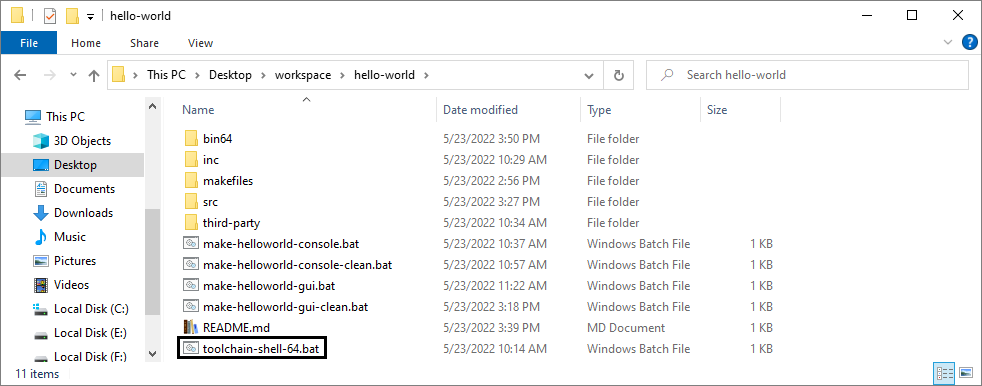 hello-world
File Home Share View
This PC Desktop workspace hello-world
Search hello-world
This PC
3D Objects
Desktop
Documents
Downloads
Music
Pictures
Videos
Local Disk (C:)
Local Disk (E:)
Local Disk (F:)
Name Date modified Type Size
bin64 5/23/2022 3:50 PM File folder
inc 5/23/2022 10:29 AM File folder
makefiles 5/23/2022 2:56 PM File folder
src 5/23/2022 3:27 PM File folder
third-party 5/23/2022 10:34 AM File folder
make-helloworld-console.bat 5/23/2022 10:37 AM Windows Batch File 1 KB
make-helloworld-console-clean.bat 5/23/2022 10:57 AM Windows Batch File 1 KB
make-helloworld-gui.bat 5/23/2022 11:22 AM Windows Batch File 1 KB
make-helloworld-gui-clean.bat 5/23/2022 3:18 PM Windows Batch File 1 KB
README.md 5/23/2022 3:39 PM MD Document 1 KB
toolchain-shell-64.bat 5/23/2022 10:14 AM Windows Batch File 1 KB
11 items